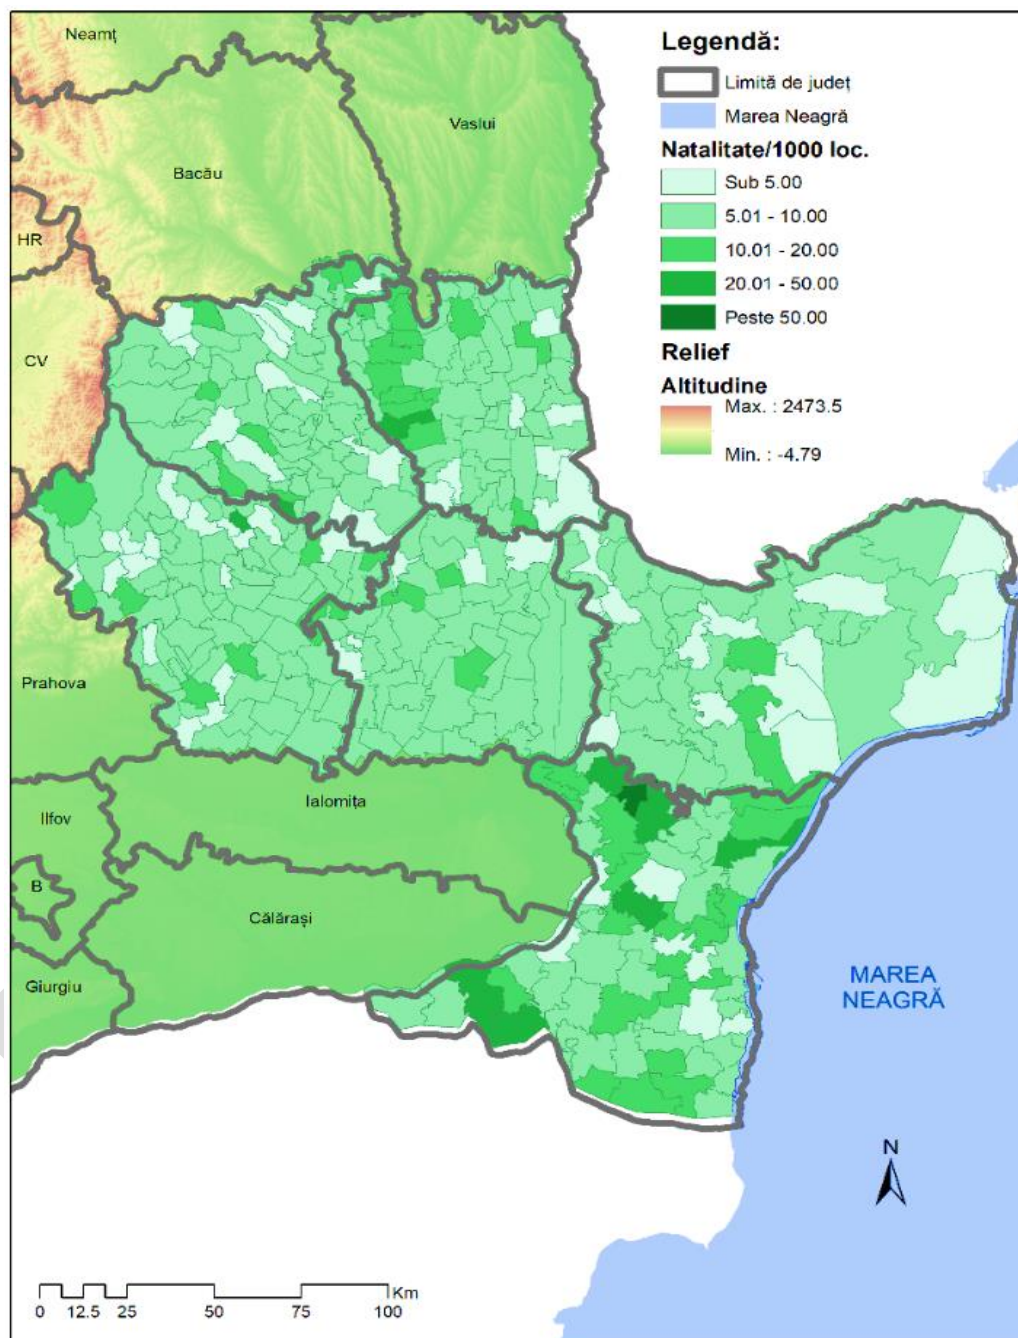 Neamț
Vaslui
Bacău
HR
CV
Prahova
Ialomița
Ilfov
B
Călărași
Giurgiu
MAREA
NEAGRĂ
N
Legendă:
Limită de județ
Marea Neagră
Natalitate/1000 loc.
Sub 5.00
5.01 - 10.00
10.01 - 20.00
20.01 - 50.00
Peste 50.00
Relief
Altitudine
Max. : 2473.5
Min. : -4.79
Km
0 12.5 25 50 75 100